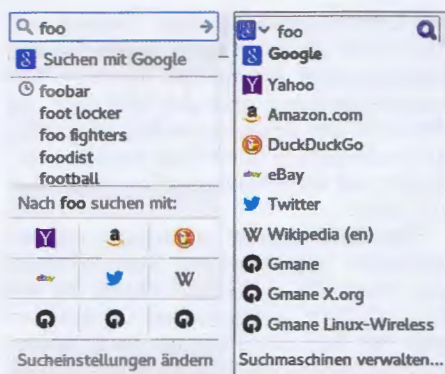 foo
Suchen mit Google
foobar
foot locker
foo fighters
foodist
football
Nach foo suchen mit:
Sucheinstellungen ändern
foo
Google
Yahoo
Amazon.com
DuckDuckGo
eBay
Twitter
Wikipedia (en)
Gmane
Gmane X.org
Gmane Linux-Wireless
Suchmaschinen verwalten...